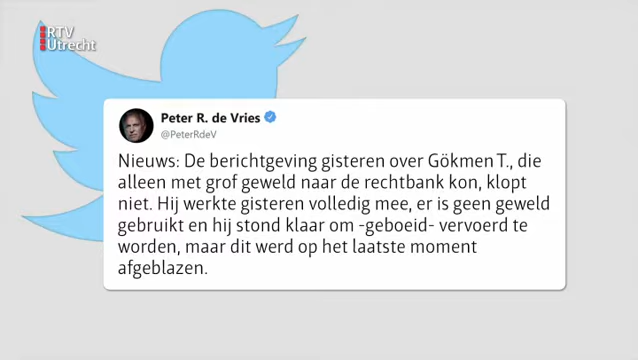 RTV
Utrecht
Peter R. de Vries
@PeterRdeV
Nieuws: De berichtgeving gisteren over Gökmen T., die
alleen met grof geweld naar de rechtbank kon, klopt
niet. Hij werkte gisteren volledig mee, er is geen geweld
gebruikt en hij stond klaar om -geboeid- vervoerd te
worden, maar dit werd op het laatste moment
afgeblazen.